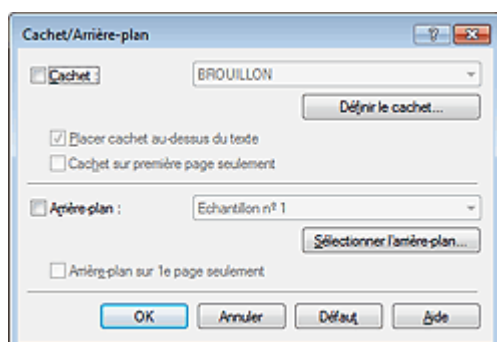 Cachet/Arrière-plan
Cachet : BROUILLON
Définir le cachet...
Placer cachet au-dessus du texte
Cachet sur première page seulement
Arrière-plan : Echantillon nº 1
Sélectionner l'arrière-plan...
Arrière-plan sur 1e page seulement
OK Annuler Défaut Aide